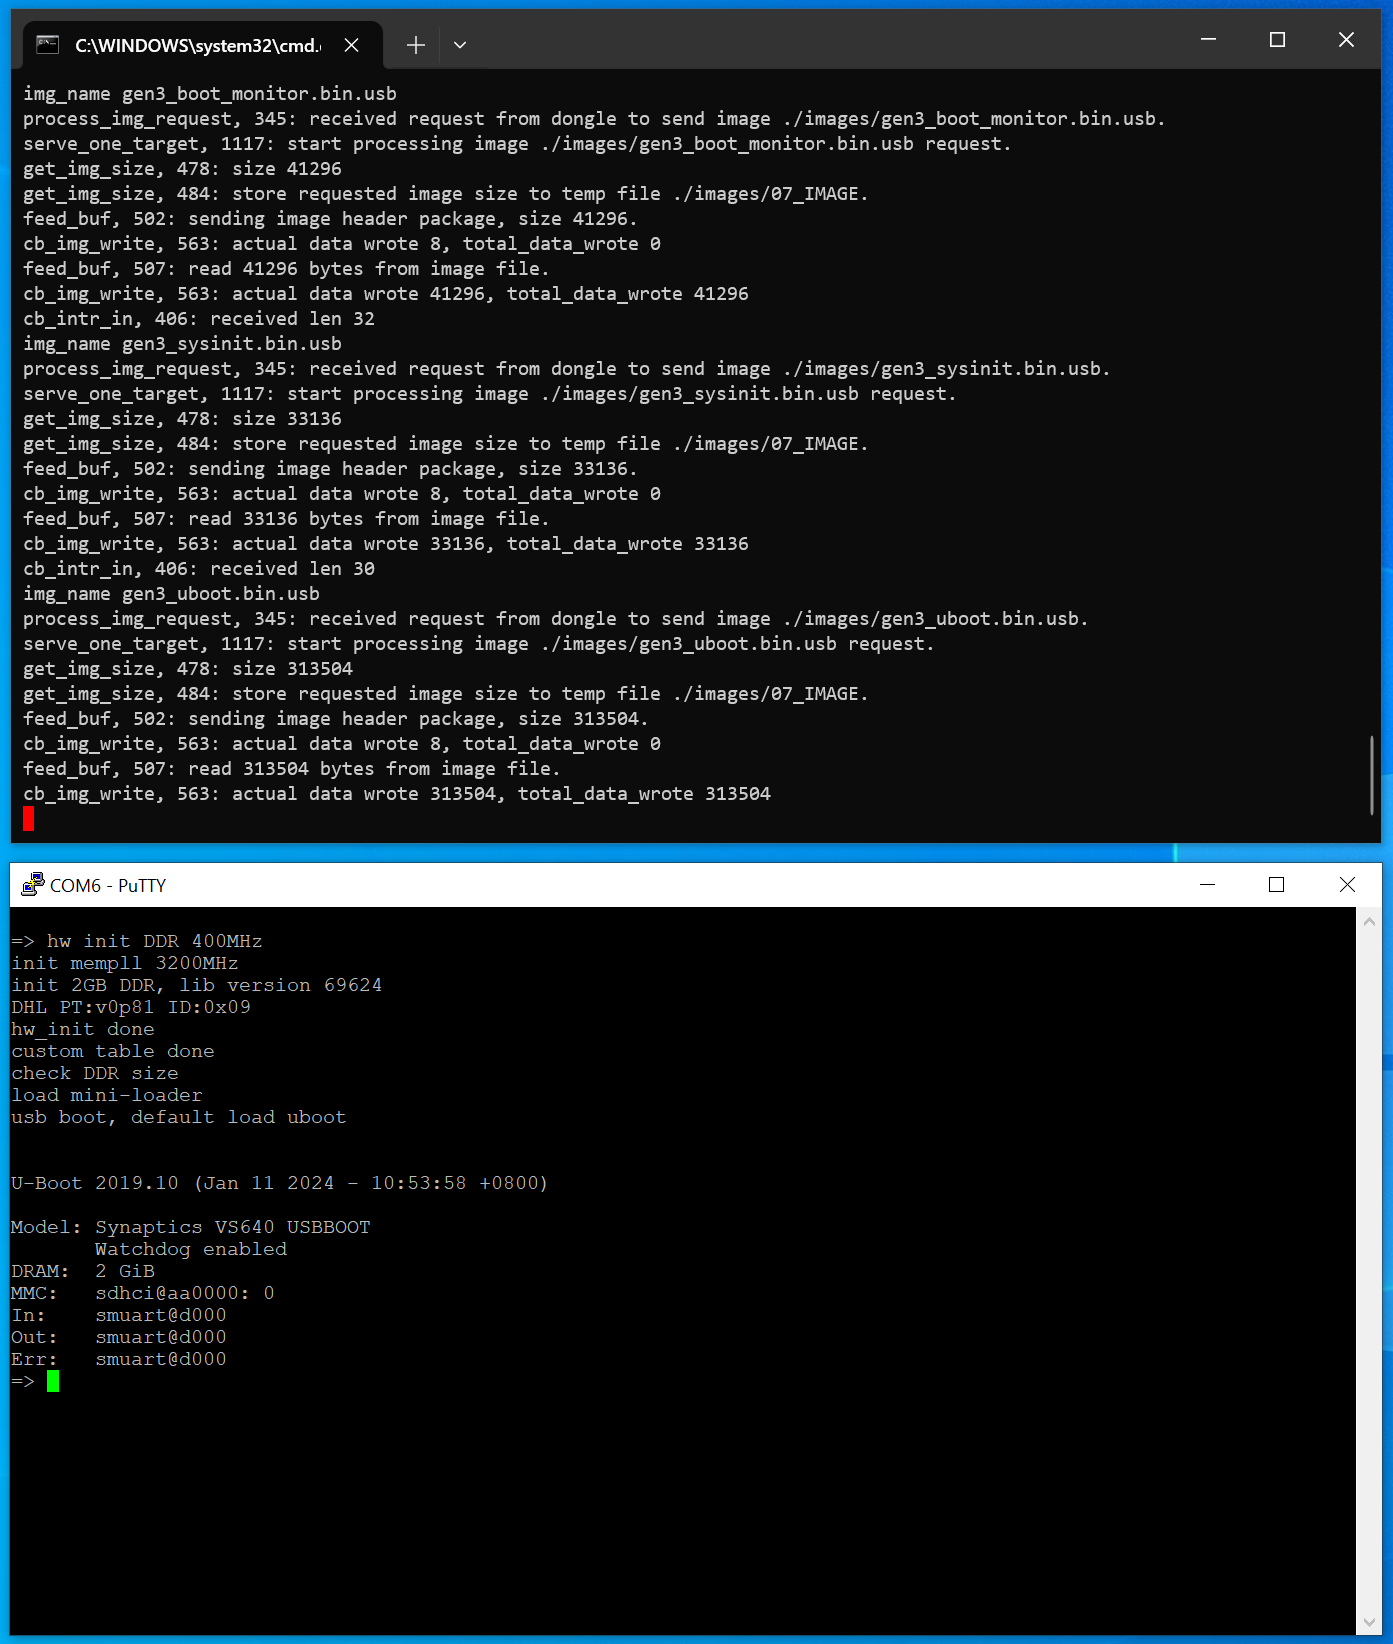 C:\WINDOWS\system32\cmd.
img_name gen3_boot_monitor.bin.usb
process_img_request, 345: received request from dongle to send image ./images/gen3_boot_monitor.bin.usb.
serve_one_target, 1117: start processing image ./images/gen3_boot_monitor.bin.usb request.
get_img_size, 478: size 41296
get_img_size, 484: store requested image size to temp file ./images/07_IMAGE.
feed_buf, 502: sending image header package, size 41296.
cb_img_write, 563: actual data wrote 8, total_data_wrote 0
feed_buf, 507: read 41296 bytes from image file.
cb_img_write, 563: actual data wrote 41296, total_data_wrote 41296
cb_intr_in, 406: received len 32
img_name gen3_sysinit.bin.usb
process_img_request, 345: received request from dongle to send image ./images/gen3_sysinit.bin.usb.
serve_one_target, 1117: start processing image ./images/gen3_sysinit.bin.usb request.
get_img_size, 478: size 33136
get_img_size, 484: store requested image size to temp file ./images/07_IMAGE.
feed_buf, 502: sending image header package, size 33136.
cb_img_write, 563: actual data wrote 8, total_data_wrote 0
feed_buf, 507: read 33136 bytes from image file.
cb_img_write, 563: actual data wrote 33136, total_data_wrote 33136
cb_intr_in, 406: received len 30
img_name gen3_uboot.bin.usb
process_img_request, 345: received request from dongle to send image ./images/gen3_uboot.bin.usb.
serve_one_target, 1117: start processing image ./images/gen3_uboot.bin.usb request.
get_img_size, 478: size 313504
get_img_size, 484: store requested image size to temp file ./images/07_IMAGE.
feed_buf, 502: sending image header package, size 313504.
cb_img_write, 563: actual data wrote 8, total_data_wrote 0
feed_buf, 507: read 313504 bytes from image file.
cb_img_write, 563: actual data wrote 313504, total_data_wrote 313504
COM6 - PuTTY
=> hw init DDR 400MHz
init mempll 3200MHz
init 2GB DDR, lib version 69624
DHL PT:v0p81 ID:0x09
hw_init done
custom table done
check DDR size
load mini-loader
usb boot, default load uboot
U-Boot 2019.10 (Jan 11 2024 - 10:53:58 +0800)
Model: Synaptics VS640 USBBOOT
Watchdog enabled
DRAM:  2 GiB
MMC:   sdhci@aa0000: 0
In:    smuart@d000
Out:   smuart@d000
Err:   smuart@d000
=>